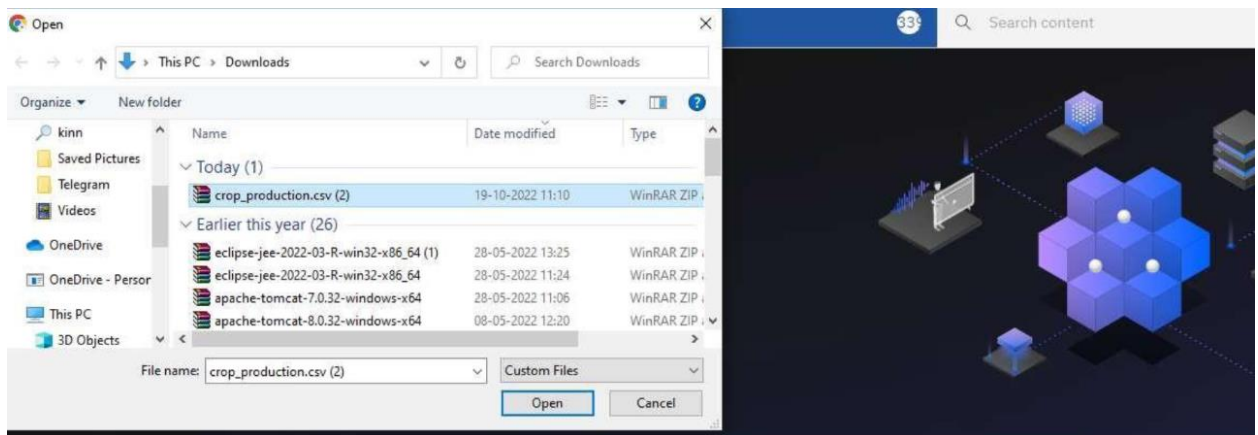 Open
This PC > Downloads
Search Downloads
Organize
New folder
Name
Date modified
Type
kinn
Saved Pictures
Telegram
Videos
OneDrive
OneDrive - Person
This PC
3D Objects
Today (1)
crop_production.csv (2) 19-10-2022 11:10 WinRAR ZIP
Earlier this year (26)
eclipse-jee-2022-03-R-win32-x86_64 (1) 28-05-2022 13:25 WinRAR ZIP
eclipse-jee-2022-03-R-win32-x86_64 28-05-2022 11:24 WinRAR ZIP
apache-tomcat-7.0.32-windows-x64 28-05-2022 11:06 WinRAR ZIP
apache-tomcat-8.0.32-windows-x64 08-05-2022 12:20 WinRAR ZIP
File name: crop_production.csv (2)
Custom Files
Open
Cancel
339
Search content